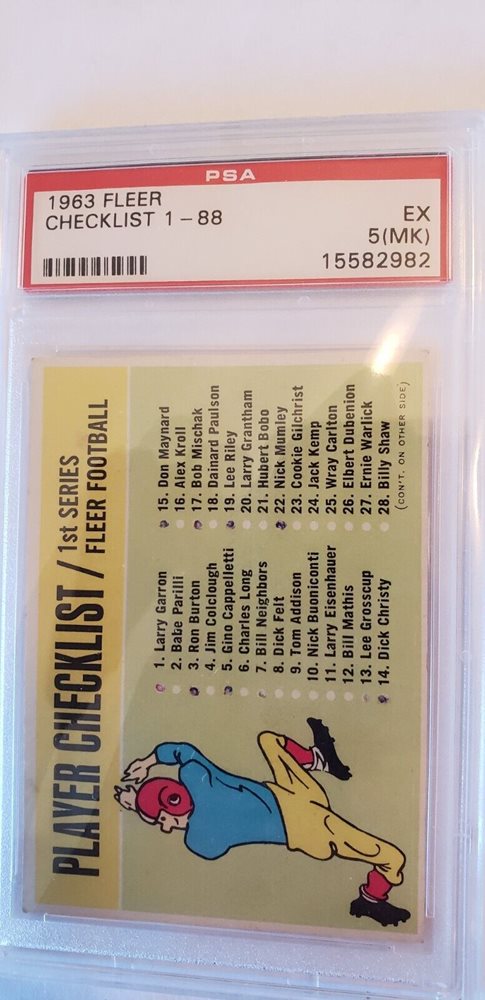 PSA
1963 FLEER
CHECKLIST 1-88
EX
5(MK)
15582982
PLAYER CHECKLIST / 1st SERIES
FLEER FOOTBALL
1. Larry Garron
2. Babe Parilli
3. Ron Burton
4. Jim Colclough
5. Gino Cappelletti
6. Charles Long
7. Bill Neighbors
8. Dick Felt
9. Tom Addison
10. Nick Buoniconti
11. Larry Eisenhauer
12. Bill Mathis
13. Lee Grosscup
14. Dick Christy
15. Don Maynard
16. Alex Kroll
17. Bob Mischak
18. Dainard Paulson
19. Lee Riley
20. Larry Grantham
21. Hubert Bobo
22. Nick Mumley
23. Cookie Gilchrist
24. Jack Kemp
25. Wray Carlton
26. Elbert Dubenion
27. Ernie Warlick
28. Billy Shaw
(CON'T. ON OTHER SIDE)